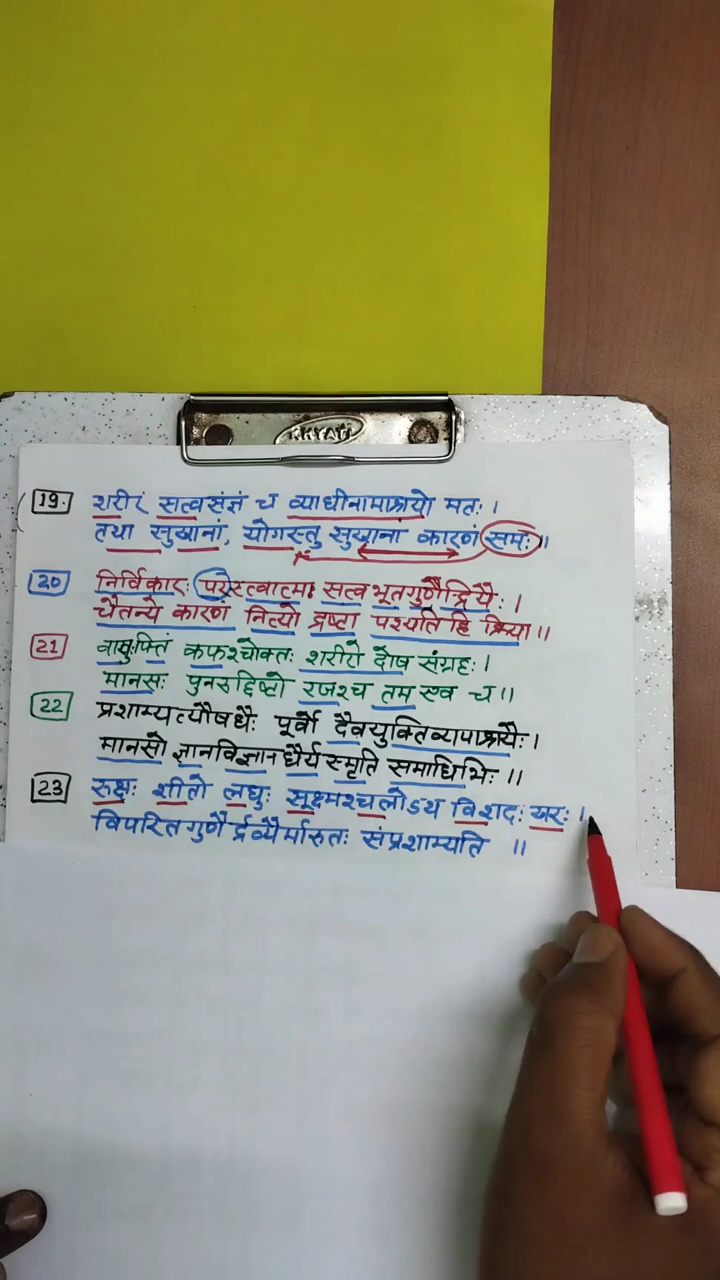 KHYATI
19. शरीरं सत्वसंज्ञं च व्याधीनामाश्रयो मतः ।
तथा सुखानां, योगस्तु सुखानां कारणं समः ॥
20 निर्विकारः परस्त्वात्माः सत्व भूतगुणैद्रियैः ।
चैतन्ये कारणं नित्यो द्रष्टा पश्यति हि क्रिया ॥
21 वायुःपित्तं कफश्चोक्तः शरीरो दोष संग्रहः ।
मानसः पुनरुद्दिष्टो रजश्च तम एव च ॥
22 प्रशाम्यत्यौषधैः पूर्वो दैवयुक्तिव्यापाश्रयैः ।
मानसो ज्ञानविज्ञान धैर्य स्मृति समाधिभिः ॥
23 रूक्षः शीतो लघुः सूक्ष्मश्चलोऽथ विशदः खरः ।
विपरितगुणैर्द्रव्यैर्मारुतः संप्रशाम्यति ॥